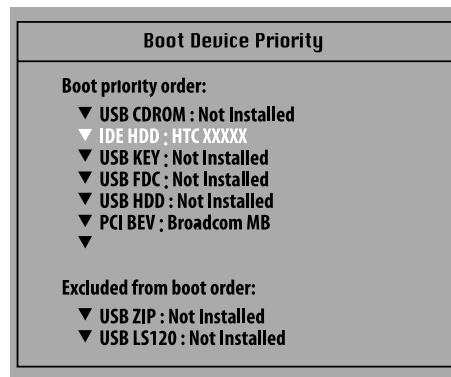 Boot Device Priority
Boot priority order:
▼ USB CDROM : Not Installed
▼ IDE HDD : HTC XXXXX
▼ USB KEY : Not Installed
▼ USB FDC : Not Installed
▼ USB HDD : Not Installed
▼ PCI BEV : Broadcom MB
▼
Excluded from boot order:
▼ USB ZIP : Not Installed
▼ USB LS120 : Not Installed